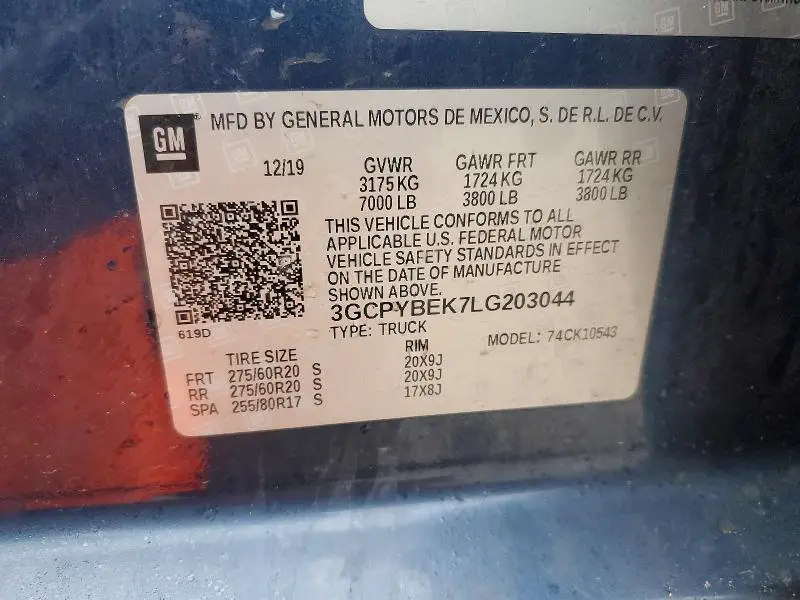 GM
MFD BY GENERAL MOTORS DE MEXICO, S. DE R.L. DE C.V.
12/19 GVWR GAWR FRT GAWR RR
3175 KG 1724 KG 1724 KG
7000 LB 3800 LB 3800 LB
THIS VEHICLE CONFORMS TO ALL
APPLICABLE U.S. FEDERAL MOTOR
VEHICLE SAFETY STANDARDS IN EFFECT
ON THE DATE OF MANUFACTURE
SHOWN ABOVE.
3GCPYBEK7LG203044
619D TYPE: TRUCK MODEL: 74CK10543
TIRE SIZE RIM
FRT 275/60R20 S 20X9J
RR 275/60R20 S 20X9J
SPA 255/80R17 S 17X8J